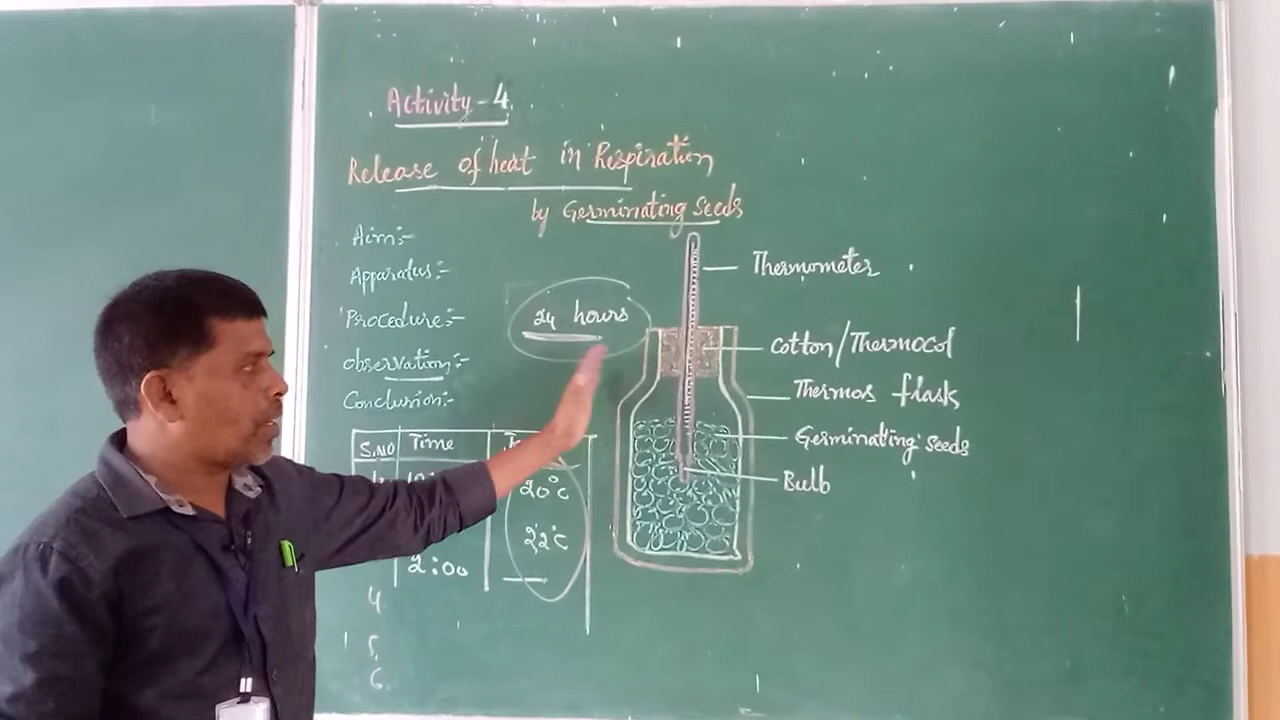 Activity - 4
Release of heat in Respiration
by Germinating Seeds
Aim:-
Apparatus:-
Procedure:-
Observation:-
Conclusion:-
24 hours
Thermometer
Cotton/Thermocol
Thermos flask
Germinating seeds
Bulb
S.NO Time
20°C
22°C
2:00
4
5
6